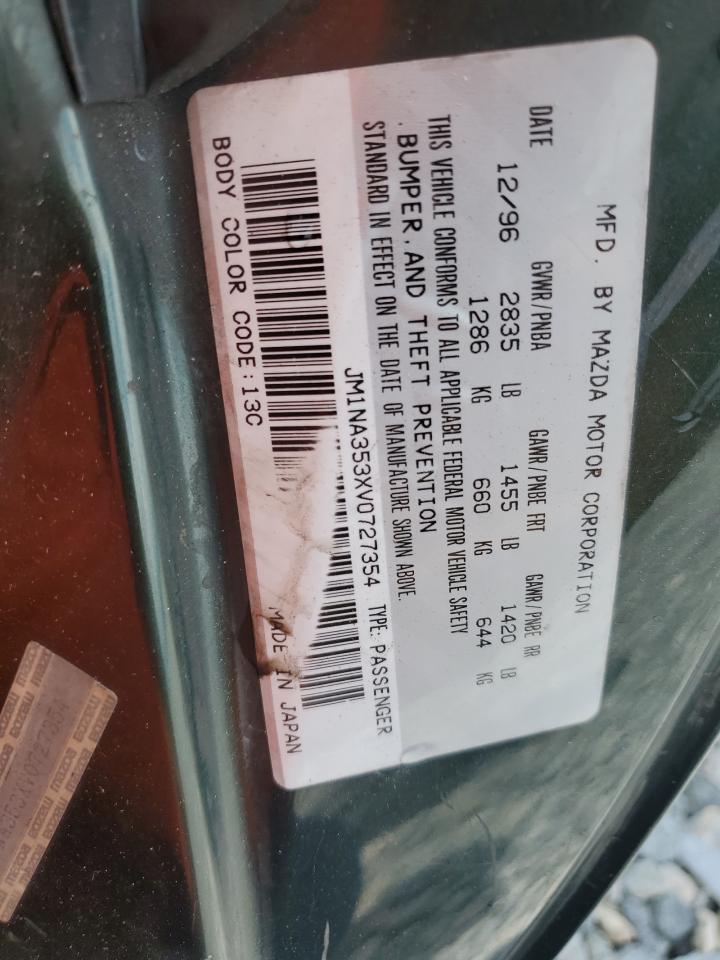 MFD. BY MAZDA MOTOR CORPORATION
DATE GVWR/PNBA GAWR/PNBE FRT GAWR/PNBE RR
12/96 2835 LB 1455 LB 1420 LB
1286 KG 660 KG 644 KG
THIS VEHICLE CONFORMS TO ALL APPLICABLE FEDERAL MOTOR VEHICLE SAFETY
, BUMPER, AND THEFT PREVENTION
STANDARD IN EFFECT ON THE DATE OF MANUFACTURE SHOWN ABOVE.
JM1NA353XV0727354 TYPE: PASSENGER
BODY COLOR CODE:13C MADE IN JAPAN